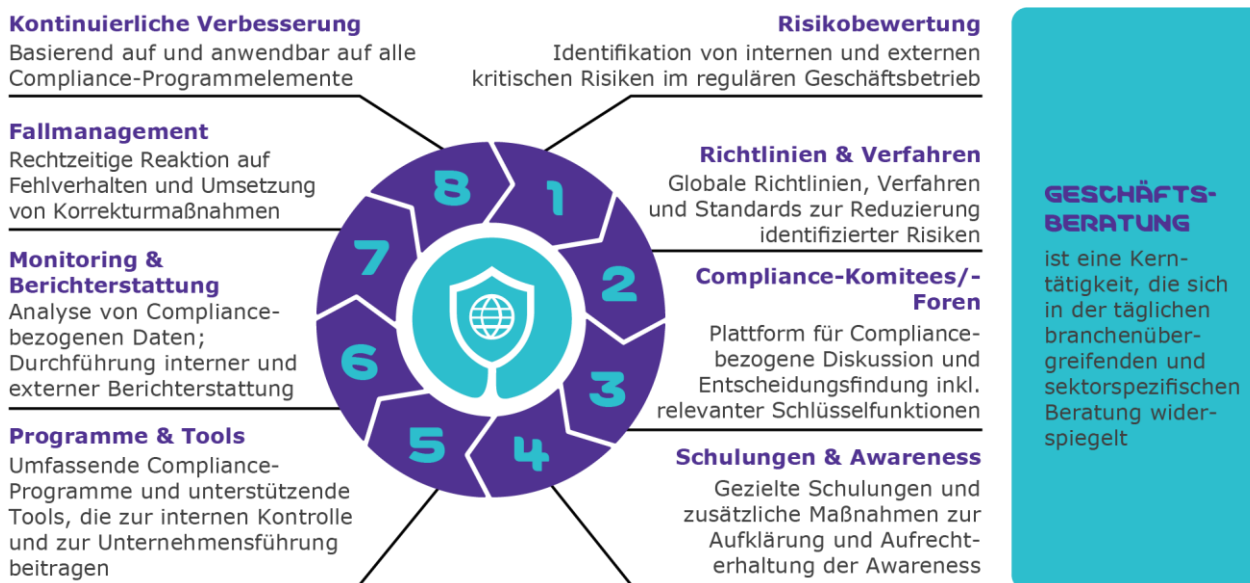 Kontinuierliche Verbesserung
Basierend auf und anwendbar auf alle
Compliance-Programmelemente
Risikobewertung
Identifikation von internen und externen
kritischen Risiken im regulären Geschäftsbetrieb
Fallmanagement
Rechtzeitige Reaktion auf
Fehlverhalten und Umsetzung
von Korrekturmaßnahmen
Richtlinien & Verfahren
Globale Richtlinien, Verfahren
und Standards zur Reduzierung
identifizierter Risiken
Monitoring &
Berichterstattung
Analyse von Compliance-
bezogenen Daten;
Durchführung interner und
externer Berichterstattung
Compliance-Komitees/-
Foren
Plattform für Compliance-
bezogene Diskussion und
Entscheidungsfindung inkl.
relevanter Schlüsselfunktionen
Programme & Tools
Umfassende Compliance-
Programme und unterstützende
Tools, die zur internen Kontrolle
und zur Unternehmensführung
beitragen
Schulungen & Awareness
Gezielte Schulungen und
zusätzliche Maßnahmen zur
Aufklärung und Aufrecht-
erhaltung der Awareness
1
2
3
4
5
6
7
8
GESCHÄFTS-
BERATUNG
ist eine Kern-
tätigkeit, die sich
in der täglichen
branchenüber-
greifenden und
sektorspezifischen
Beratung wider-
spiegelt